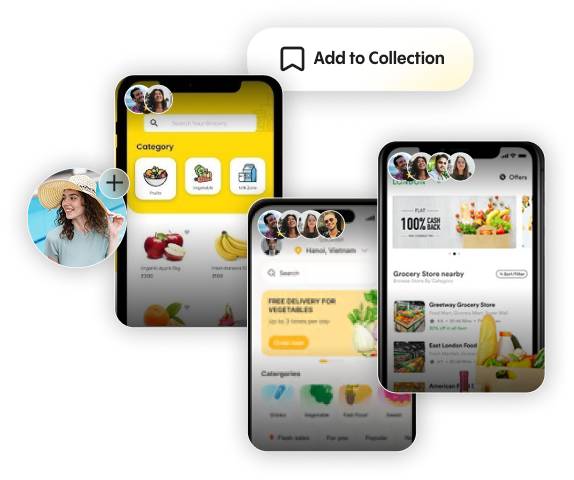 Add to Collection
Search Your Grocery
Category
Fruits
Vegetable
Milk Zone
Organic Apple 5kg
₹200
₹100
Hanoi, Vietnam
Search
FREE DELIVERY FOR
VEGETABLES
Up to 3 times per day
Order now
Catergories
Drinks
Vegetable
Fast Food
Sweet
Flash sales
For you
Popular
LONDON
Offers
FLAT
100% CASH
BACK
Grocery Store nearby
Browse Store By Category
Sort/Filter
Greetway Grocery Store
East London Food
American F